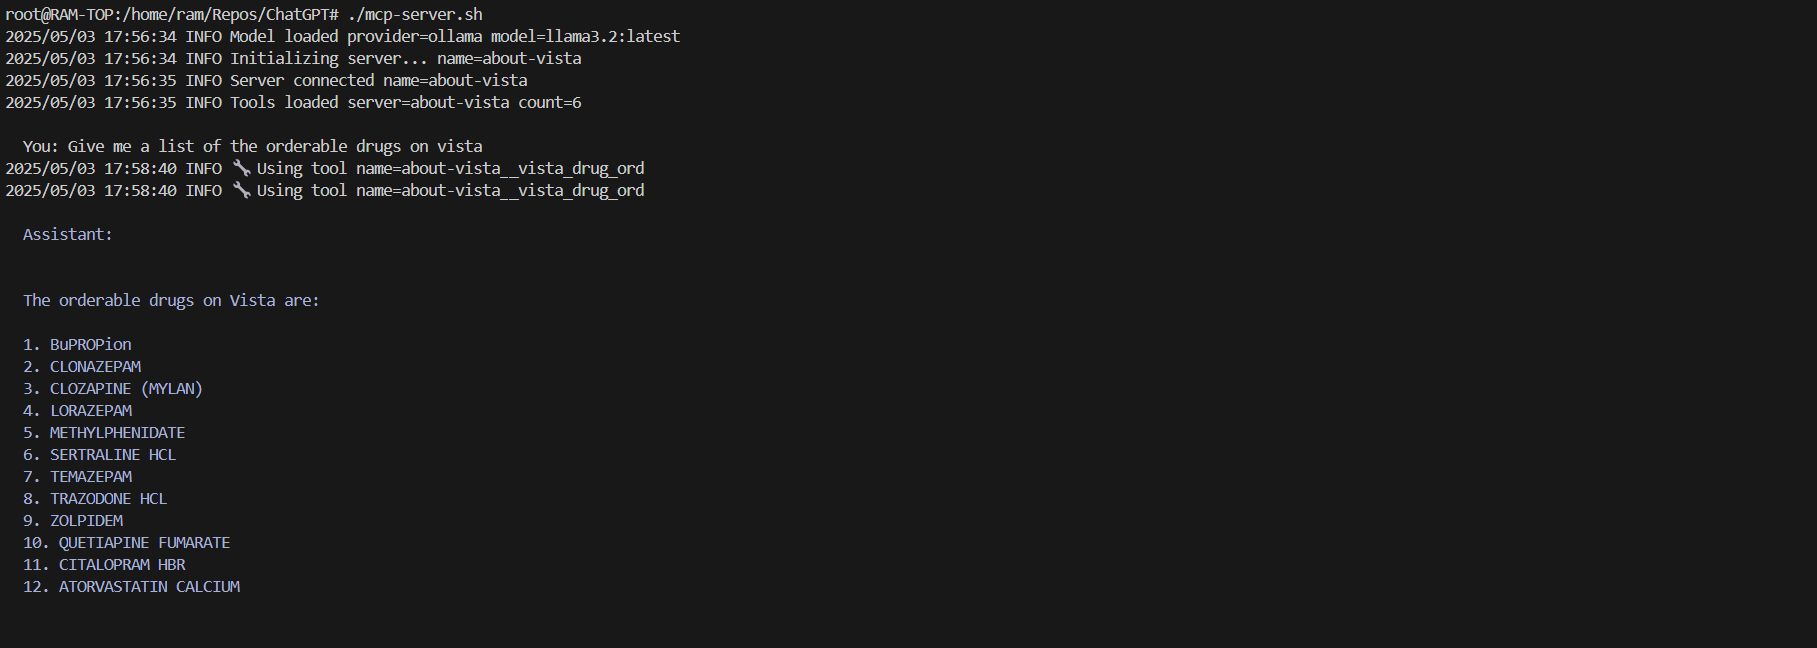 root@RAM-TOP:/home/ram/Repos/ChatGPT# ./mcp-server.sh
2025/05/03 17:56:34 INFO Model loaded provider=ollama model=llama3.2:latest
2025/05/03 17:56:34 INFO Initializing server... name=about-vista
2025/05/03 17:56:35 INFO Server connected name=about-vista
2025/05/03 17:56:35 INFO Tools loaded server=about-vista count=6
You: Give me a list of the orderable drugs on vista
2025/05/03 17:58:40 INFO 🔧 Using tool name=about-vista__vista_drug_ord
2025/05/03 17:58:40 INFO 🔧 Using tool name=about-vista__vista_drug_ord
Assistant:
The orderable drugs on Vista are:
1. BuPROPion
2. CLONAZEPAM
3. CLOZAPINE (MYLAN)
4. LORAZEPAM
5. METHYLPHENIDATE
6. SERTRALINE HCL
7. TEMAZEPAM
8. TRAZODONE HCL
9. ZOLPIDEM
10. QUETIAPINE FUMARATE
11. CITALOPRAM HBR
12. ATORVASTATIN CALCIUM